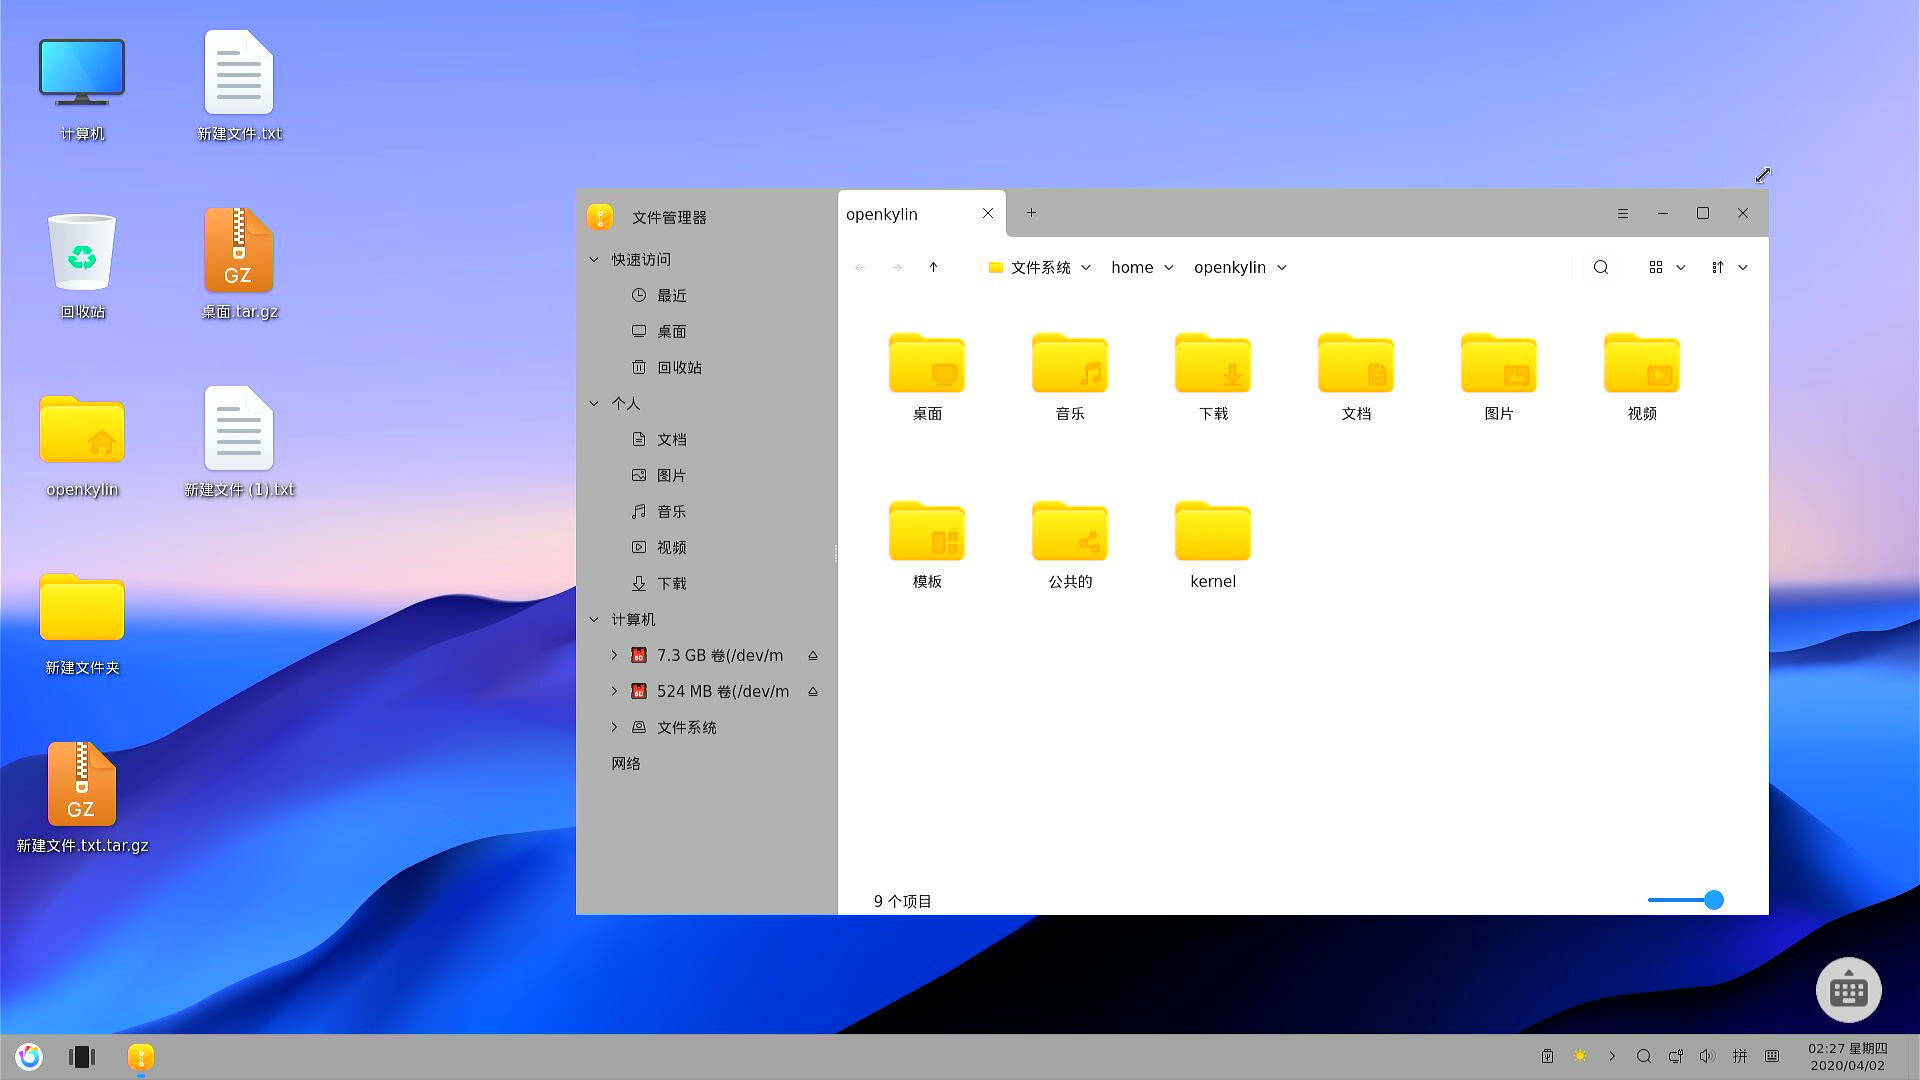 计算机
新建文件.txt
回收站
GZ
桌面.tar.gz
openkylin
新建文件 (1).txt
新建文件夹
GZ
新建文件.txt.tar.gz
文件管理器
快速访问
最近
桌面
回收站
个人
文档
图片
音乐
视频
下载
计算机
7.3 GB 卷(/dev/m
524 MB 卷(/dev/m
文件系统
网络
openkylin
文件系统 home openkylin
桌面 音乐 下载 文档 图片 视频
模板 公共的 kernel
9 个项目
拼
02:27 星期四
2020/04/02